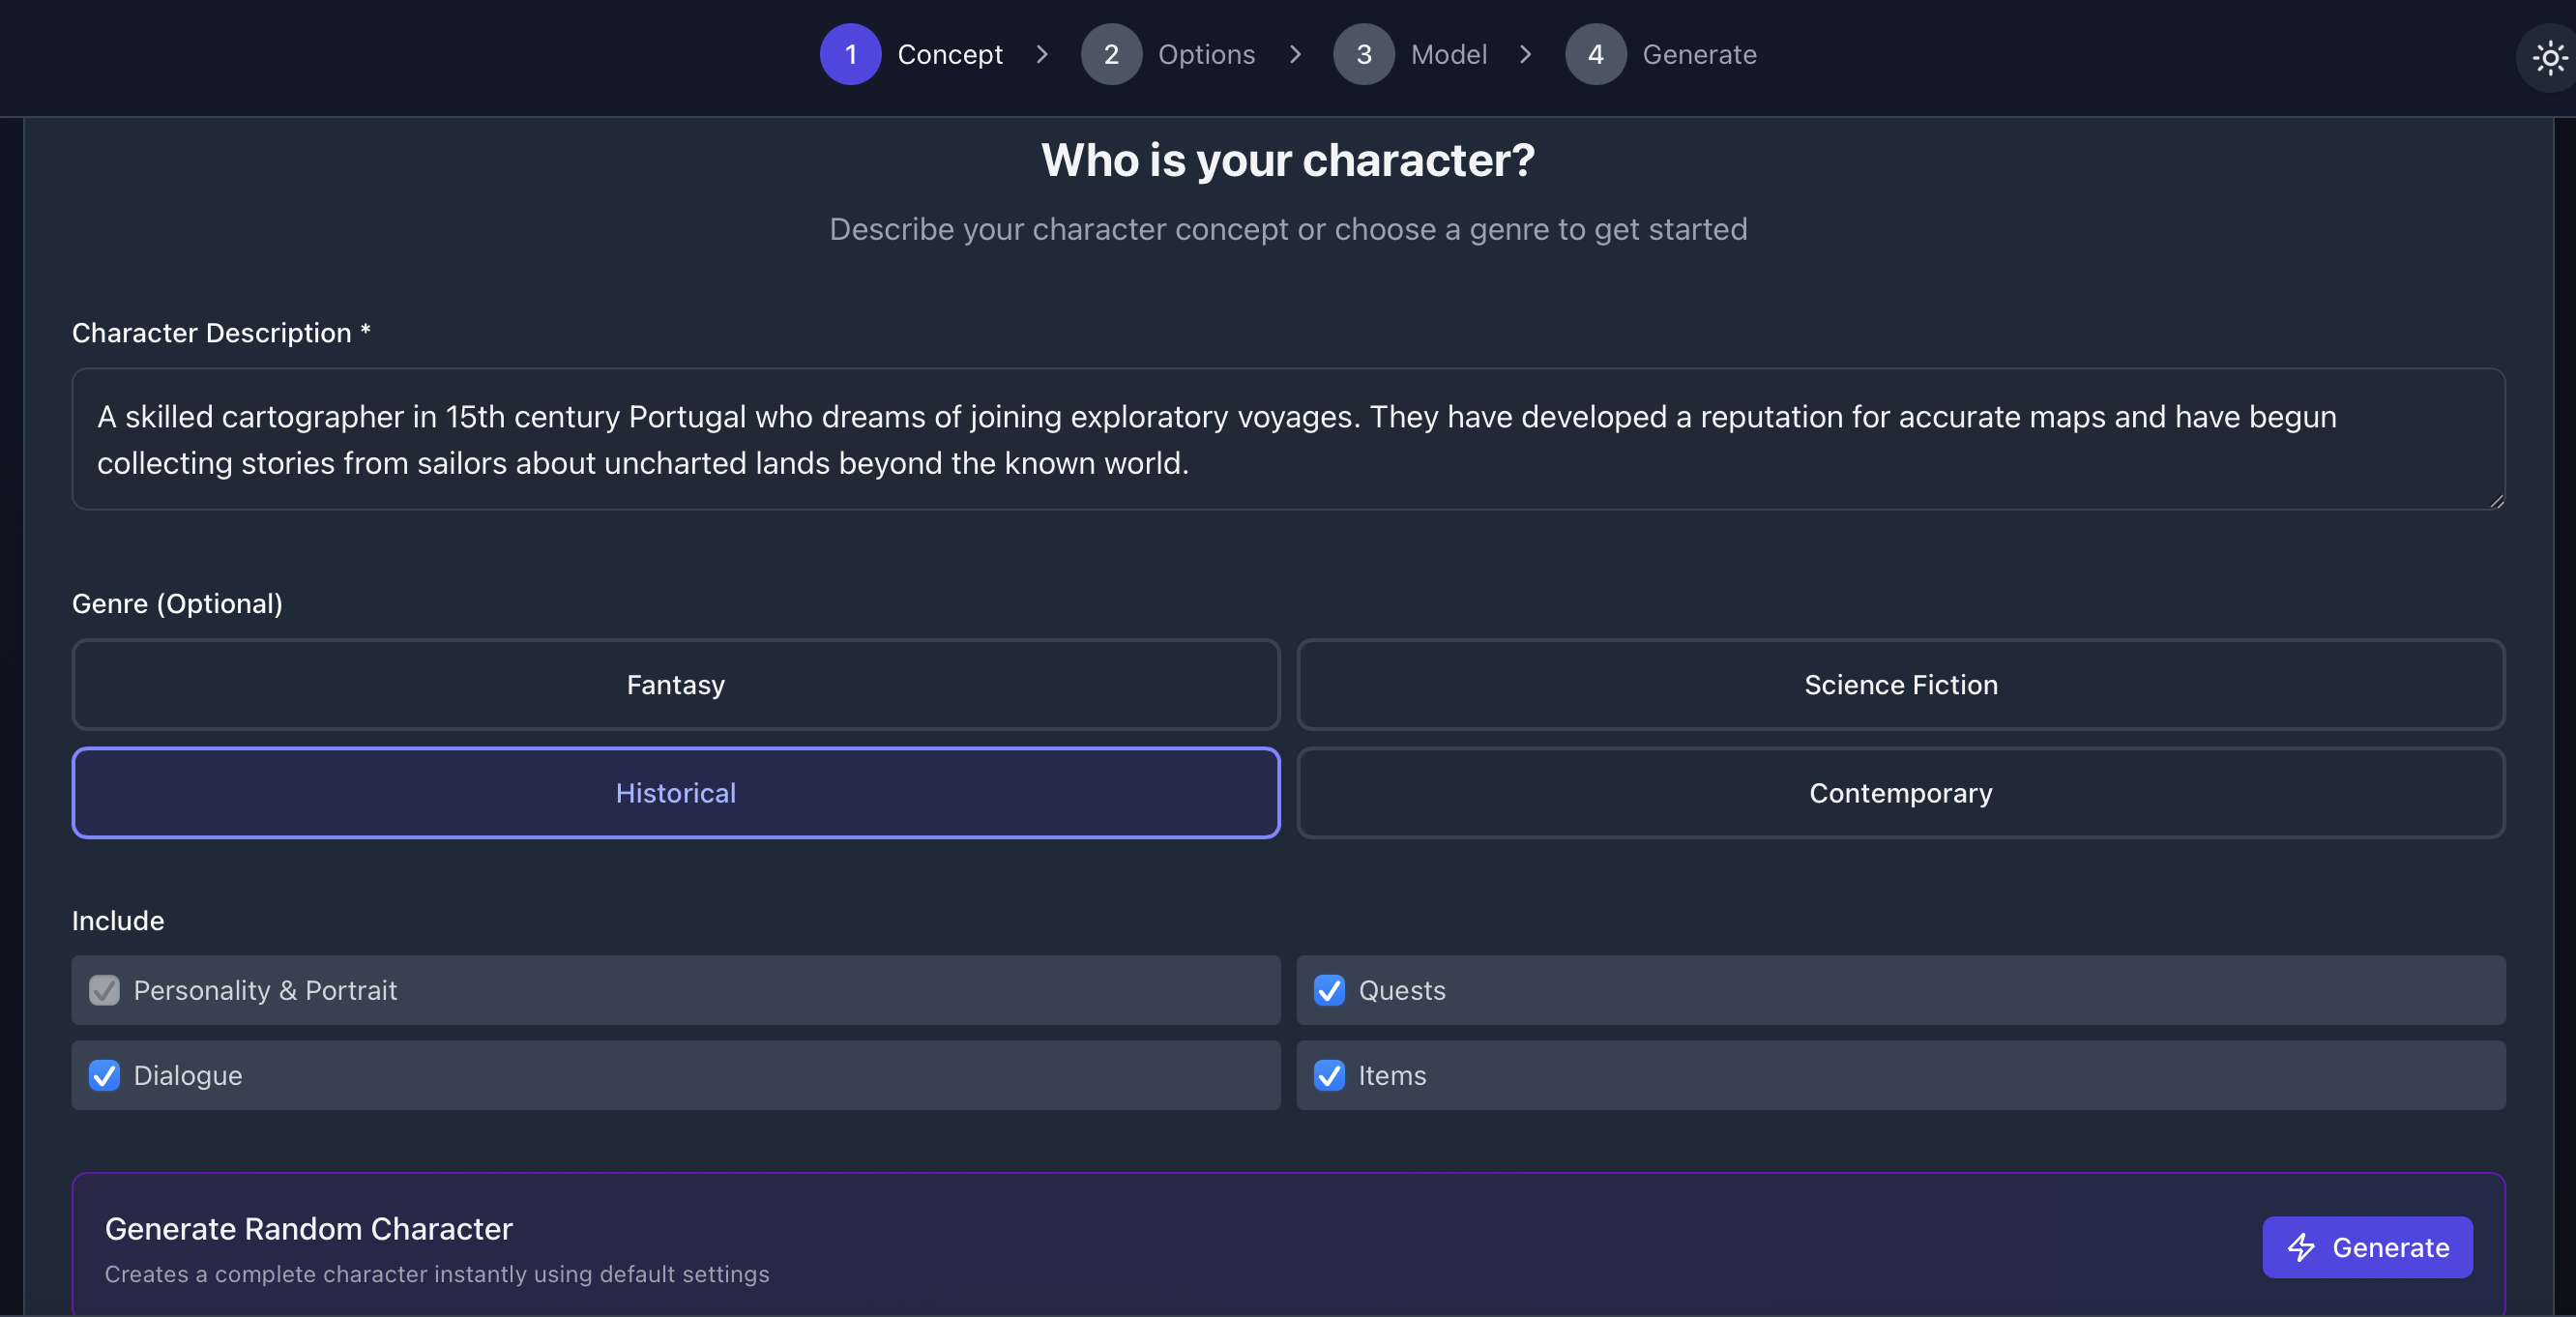 1 Concept > 2 Options > 3 Model > 4 Generate
Who is your character?
Describe your character concept or choose a genre to get started
Character Description *
A skilled cartographer in 15th century Portugal who dreams of joining exploratory voyages. They have developed a reputation for accurate maps and have begun
collecting stories from sailors about uncharted lands beyond the known world.
Genre (Optional)
Fantasy
Science Fiction
Historical
Contemporary
Include
Personality & Portrait
Quests
Dialogue
Items
Generate Random Character
Creates a complete character instantly using default settings
Generate